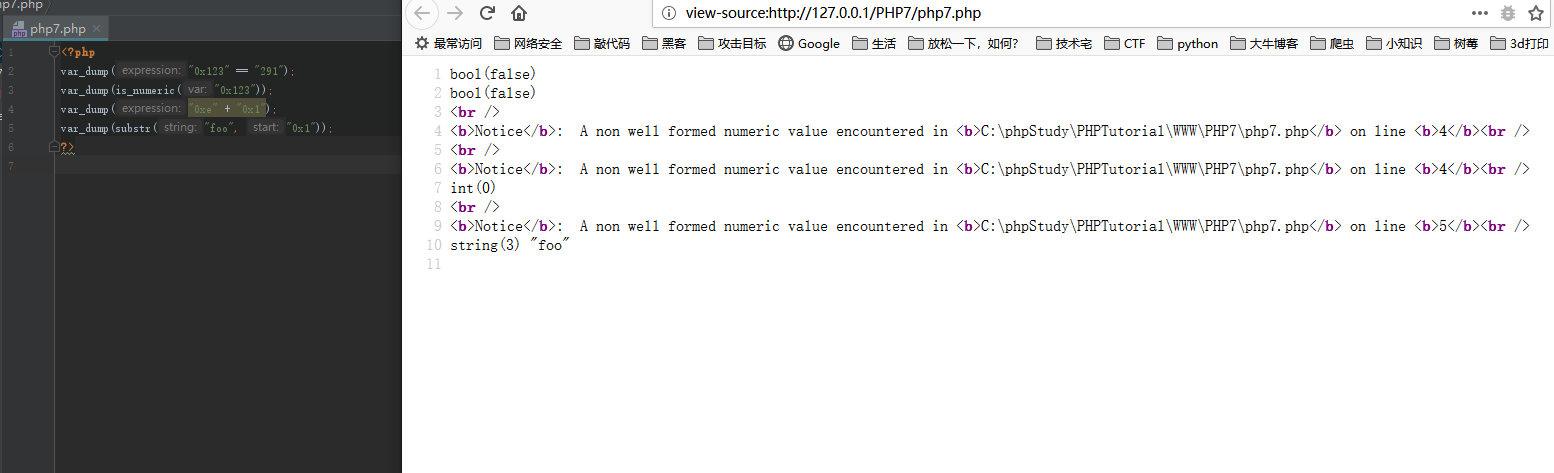 hp7.php
php7.php
1 <?php
2 var_dump( expression: "0x123" == "291");
3 var_dump(is_numeric( var: "0x123"));
4 var_dump( expression: "0xe" + "0x1");
5 var_dump(substr( string: "foo", start: "0x1"));
6 ?>
7
view-source:http://127.0.0.1/PHP7/php7.php
最常访问 网络安全 敲代码 黑客 攻击目标 Google 生活 放松一下，如何? 技术宅 CTF python 大牛博客 爬虫 小知识 树莓 3d打印
1 bool(false)
2 bool(false)
3 <br />
4 <b>Notice</b>:  A non well formed numeric value encountered in <b>C:\phpStudy\PHPTutorial\WWW\PHP7\php7.php</b> on line <b>4</b><br />
5 <br />
6 <b>Notice</b>:  A non well formed numeric value encountered in <b>C:\phpStudy\PHPTutorial\WWW\PHP7\php7.php</b> on line <b>4</b><br />
7 int(0)
8 <br />
9 <b>Notice</b>:  A non well formed numeric value encountered in <b>C:\phpStudy\PHPTutorial\WWW\PHP7\php7.php</b> on line <b>5</b><br />
10 string(3) "foo"
11